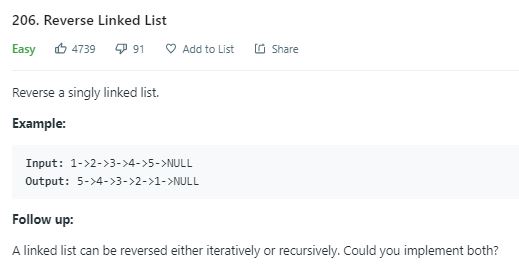 206. Reverse Linked List
Easy 4739 91 Add to List Share
Reverse a singly linked list.
Example:
Input: 1->2->3->4->5->NULL
Output: 5->4->3->2->1->NULL
Follow up:
A linked list can be reversed either iteratively or recursively. Could you implement both?